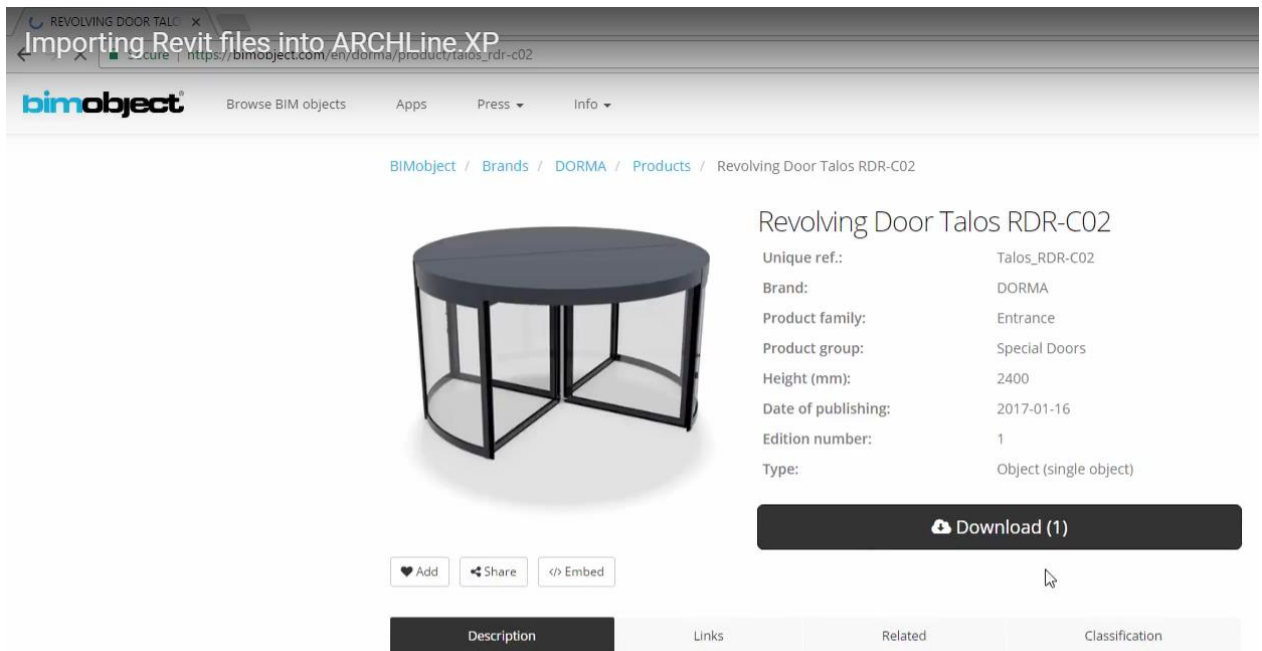 REVOLVING DOOR TALO
Importing Revit files into ARCHLine.XP
Secure | https://bimobject.com/en/dorma/product/talos_rdr-c02
bimobject®
Browse BIM objects Apps Press Info
BIMobject / Brands / DORMA / Products / Revolving Door Talos RDR-C02
Revolving Door Talos RDR-C02
Unique ref.: Talos_RDR-C02
Brand: DORMA
Product family: Entrance
Product group: Special Doors
Height (mm): 2400
Date of publishing: 2017-01-16
Edition number: 1
Type: Object (single object)
Download (1)
Add Share </> Embed
Description Links Related Classification